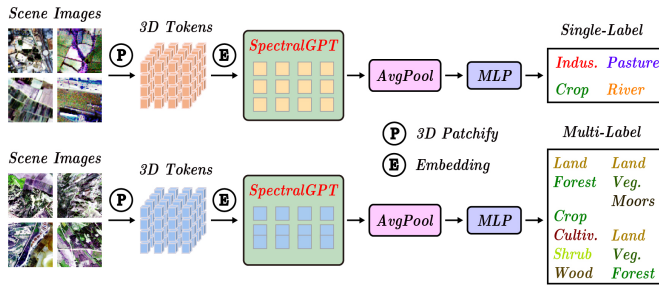 Scene Images
3D Tokens
Single-Label
P
E
SpectralGPT
AvgPool
MLP
Indus. Pasture
Crop River
P 3D Patchify
E Embedding
Multi-Label
Scene Images
3D Tokens
P
E
SpectralGPT
AvgPool
MLP
Land Land
Forest Veg.
Moors
Crop
Cultiv. Land
Shrub Veg.
Wood Forest